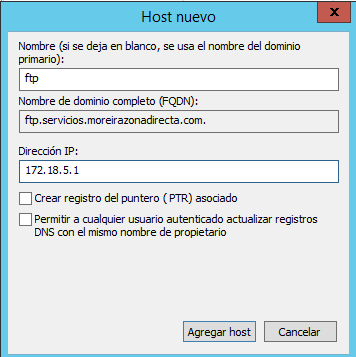 Host nuevo
x
Nombre (si se deja en blanco, se usa el nombre del dominio
primario):
ftp
Nombre de dominio completo (FQDN):
ftp.servicios.moreirazonadirecta.com.
Dirección IP:
172.18.5.1
Crear registro del puntero (PTR) asociado
Permitir a cualquier usuario autenticado actualizar registros
DNS con el mismo nombre de propietario
Agregar host
Cancelar